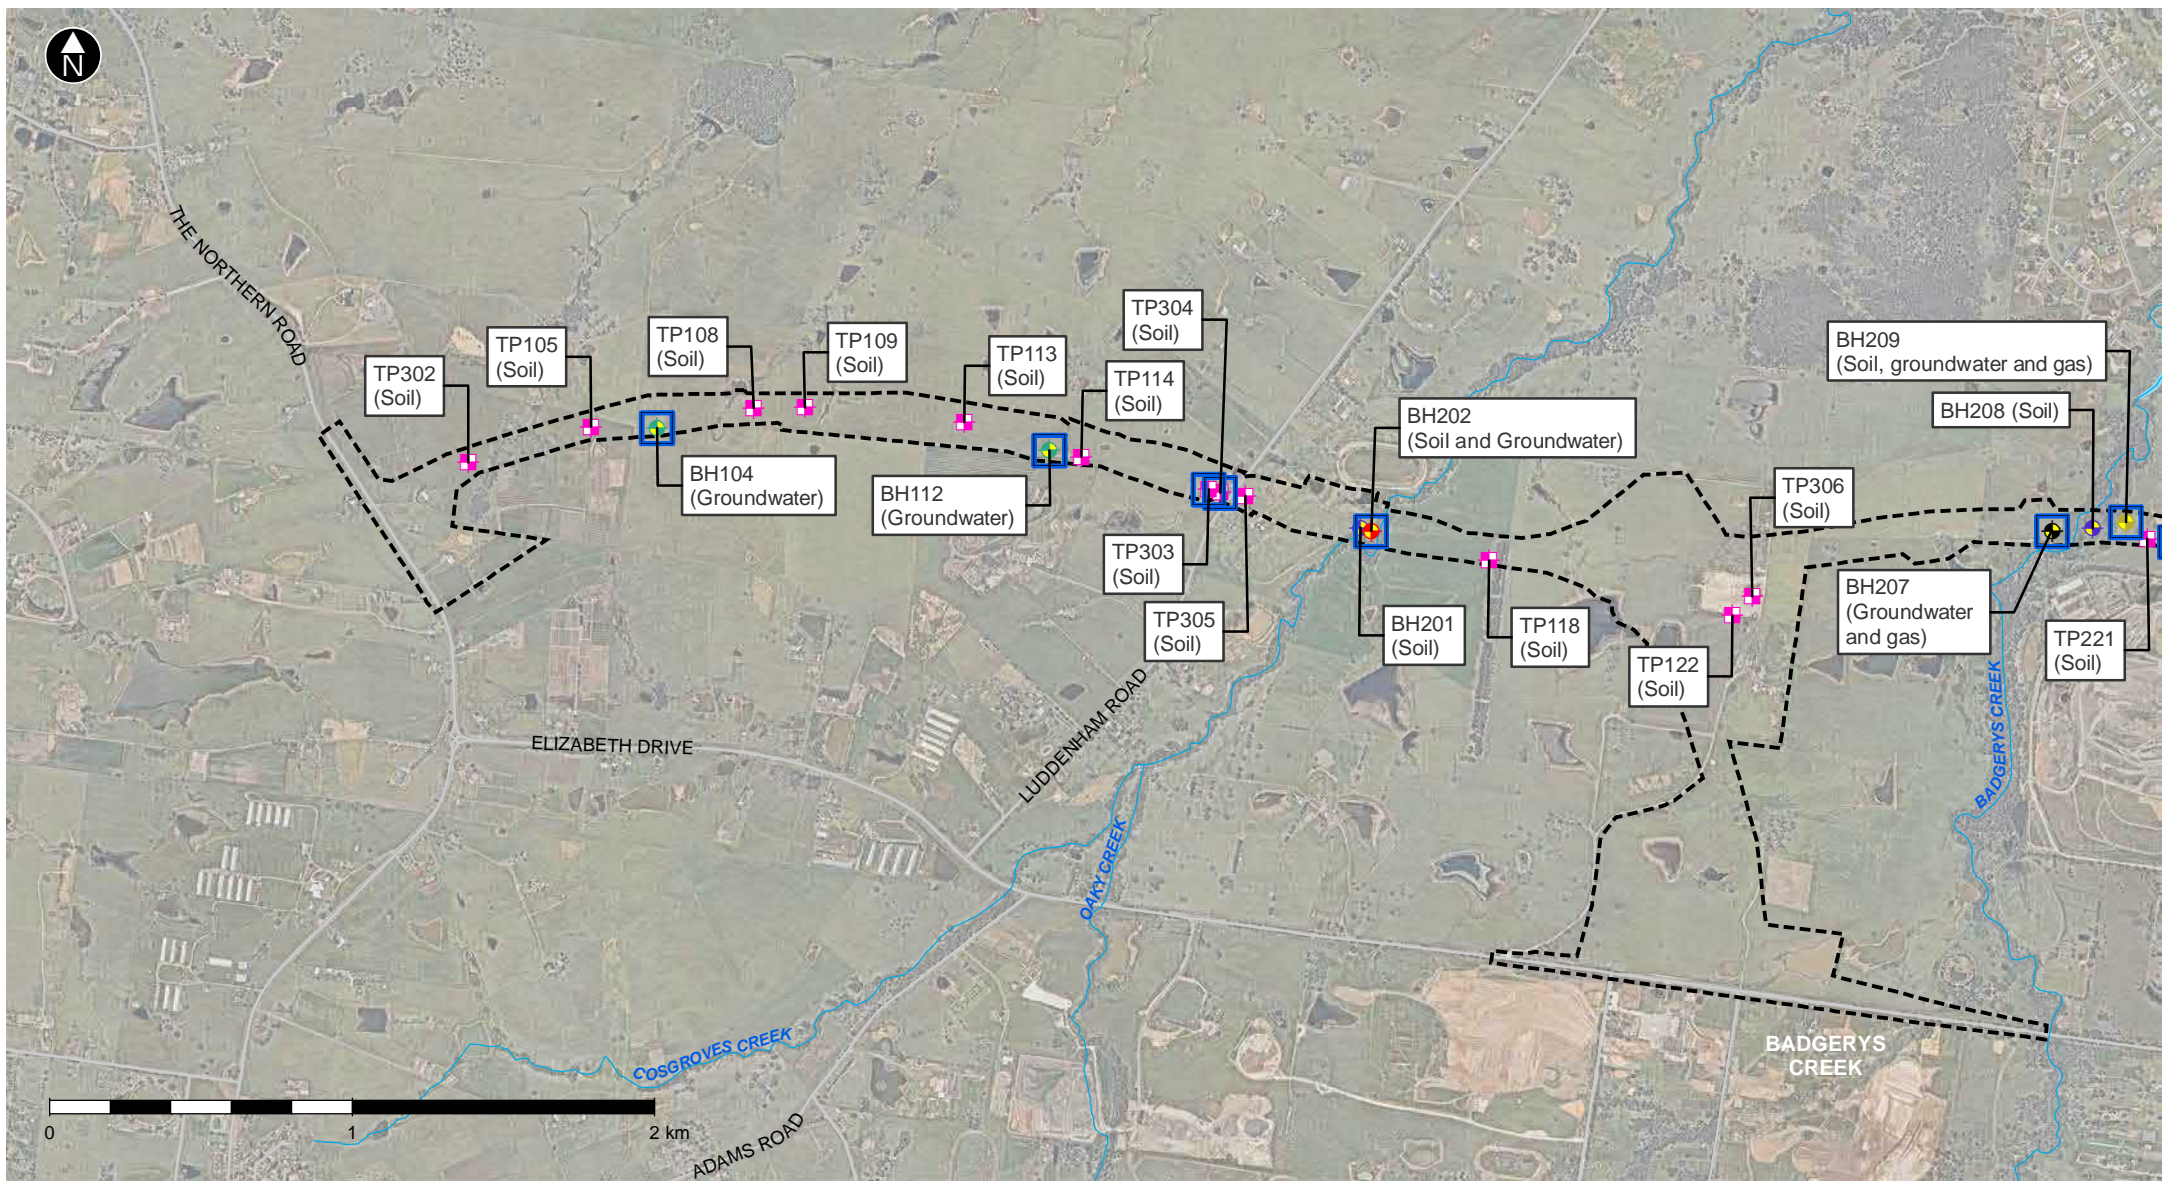 N
THE NORTHERN ROAD
TP302
(Soil)
TP105
(Soil)
TP108
(Soil)
TP109
(Soil)
TP113
(Soil)
TP114
(Soil)
TP304
(Soil)
BH104
(Groundwater)
BH112
(Groundwater)
TP303
(Soil)
TP305
(Soil)
BH202
(Soil and Groundwater)
BH201
(Soil)
TP118
(Soil)
TP122
(Soil)
TP306
(Soil)
BH209
(Soil, groundwater and gas)
BH208 (Soil)
BH207
(Groundwater
and gas)
TP221
(Soil)
ELIZABETH DRIVE
LUDDENHAM ROAD
OAKY CREEK
COSGROVES CREEK
ADAMS ROAD
BADGERYS CREEK
BADGERYS
CREEK
0
1
2 km